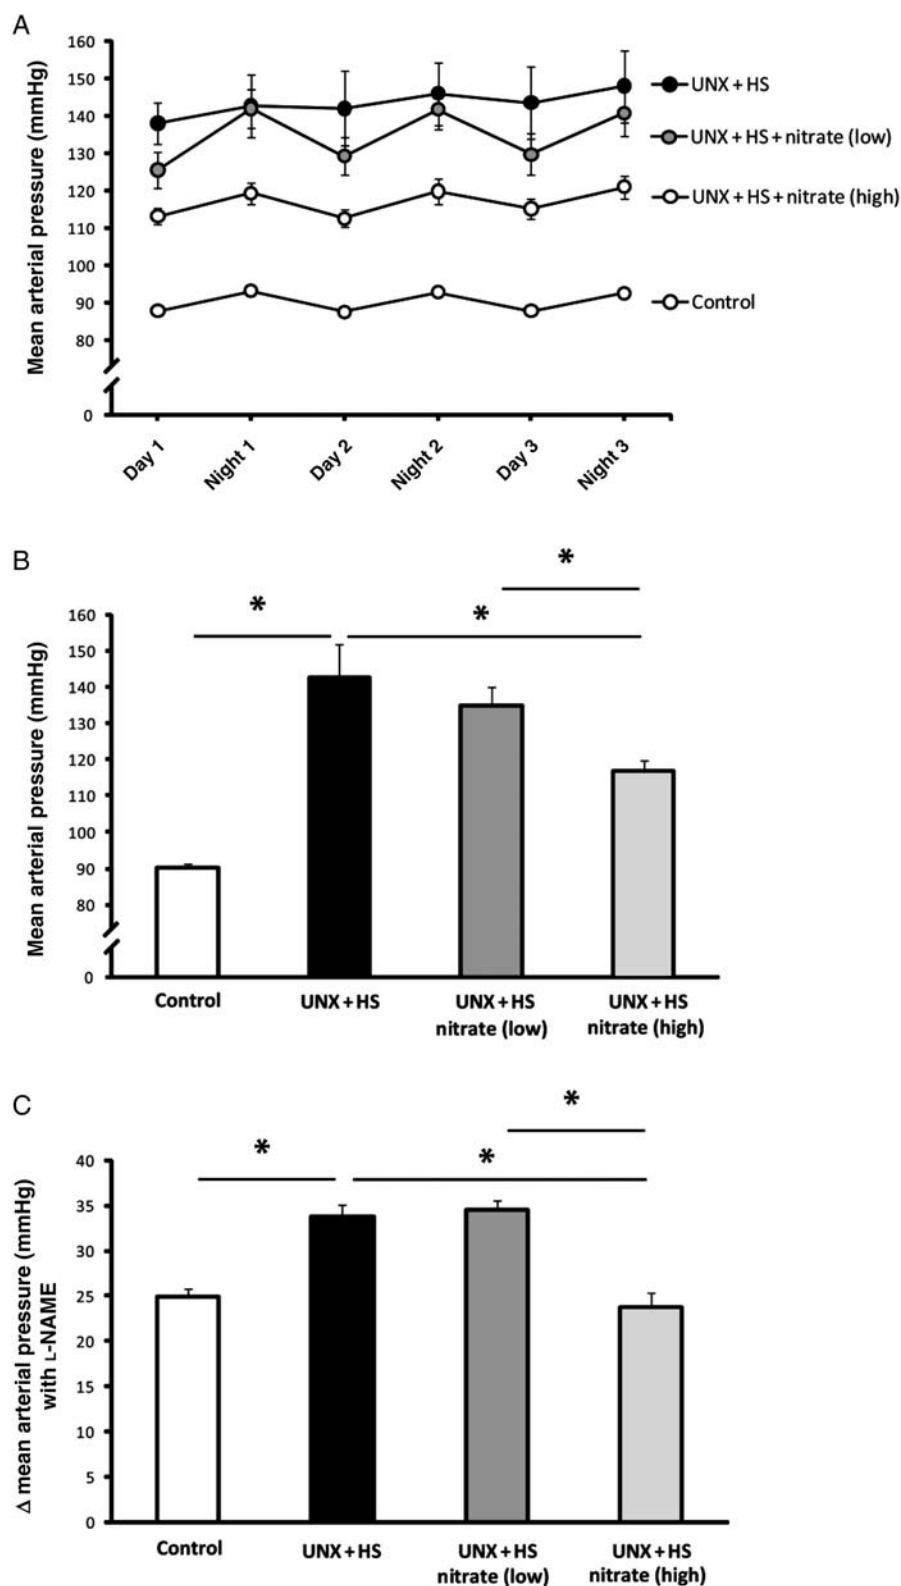 A
Mean arterial pressure (mmHg)
160
150
140
130
120
110
100
90
80
0
Day 1
Night 1
Day 2
Night 2
Day 3
Night 3
UNX + HS
UNX + HS + nitrate (low)
UNX + HS + nitrate (high)
Control
B
Mean arterial pressure (mmHg)
160
150
140
130
120
110
100
90
80
0
*
*
*
Control
UNX + HS
UNX + HS
nitrate (low)
UNX + HS
nitrate (high)
C
Δ mean arterial pressure (mmHg)
with L-NAME
40
35
30
25
20
15
10
5
0
*
*
*
Control
UNX + HS
UNX + HS
nitrate (low)
UNX + HS
nitrate (high)